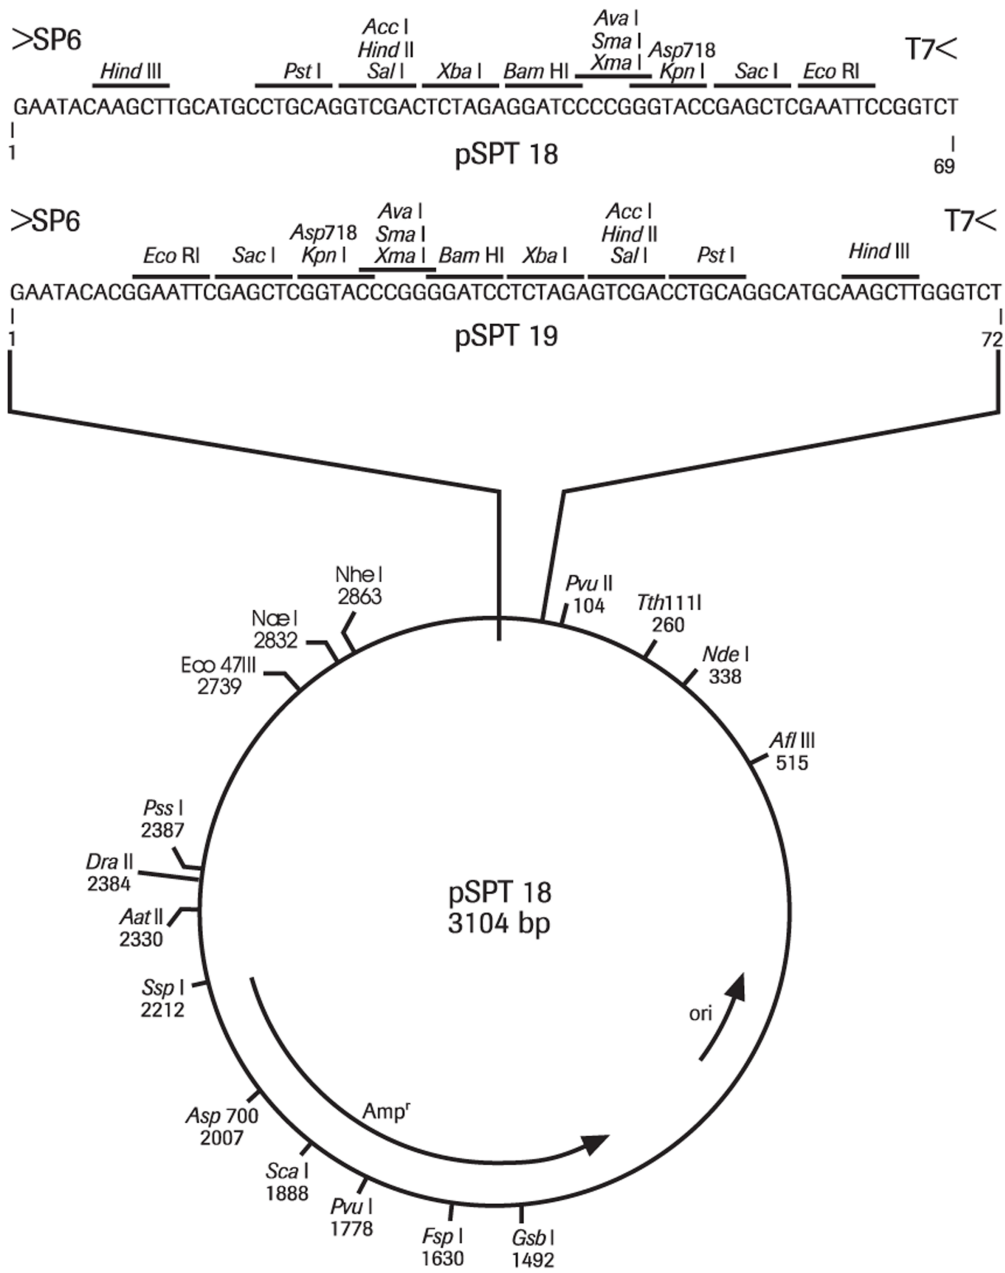 >SP6
Acc I
Hind II
Ava I
Sma I
T7<
Hind III
Pst I
Sal I
Xba I
Bam HI
Xma I
Asp718
Kpn I
Sac I
Eco RI
GAATACAAGCTTGCATGCCTGCAGGTCGACTCTAGAGGATCCCCGGGTACCGAGCTCGAATTCCGGTCT
1
pSPT 18
69
>SP6
Ava I
Sma I
Acc I
Hind II
T7<
Eco RI
Sac I
Asp718
Kpn I
Xma I
Bam HI
Xba I
Sal I
Pst I
Hind III
GAATACACGGAATTCGAGCTCGGTACCCGGGGATCCTCTAGAGTCGACCTGCAGGCATGCAAGCTTGGGTCT
1
pSPT 19
72
Nhe I
2863
Pvu II
104
Nae I
2832
Tth111I
260
Eco 47III
2739
Nde I
338
Afl III
515
Pss I
2387
Dra II
2384
pSPT 18
3104 bp
Aat II
2330
Ssp I
2212
ori
Asp 700
2007
Ampr
Sca I
1888
Pvu I
1778
Fsp I
1630
Gsb I
1492